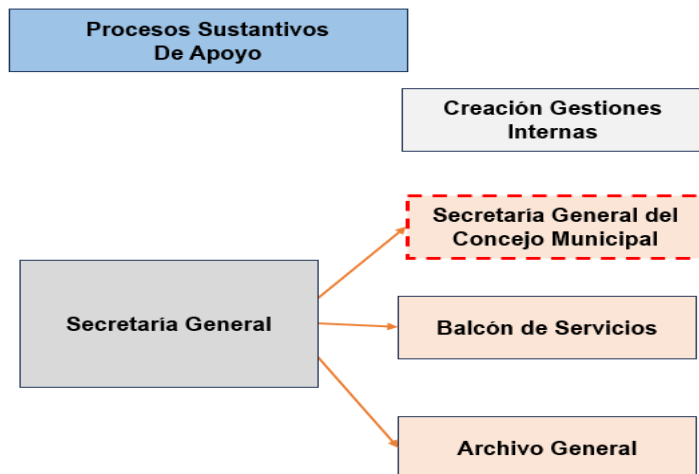 Procesos Sustantivos
De Apoyo
Creación Gestiones
Internas
Secretaría General del
Concejo Municipal
Secretaría General
Balcón de Servicios
Archivo General